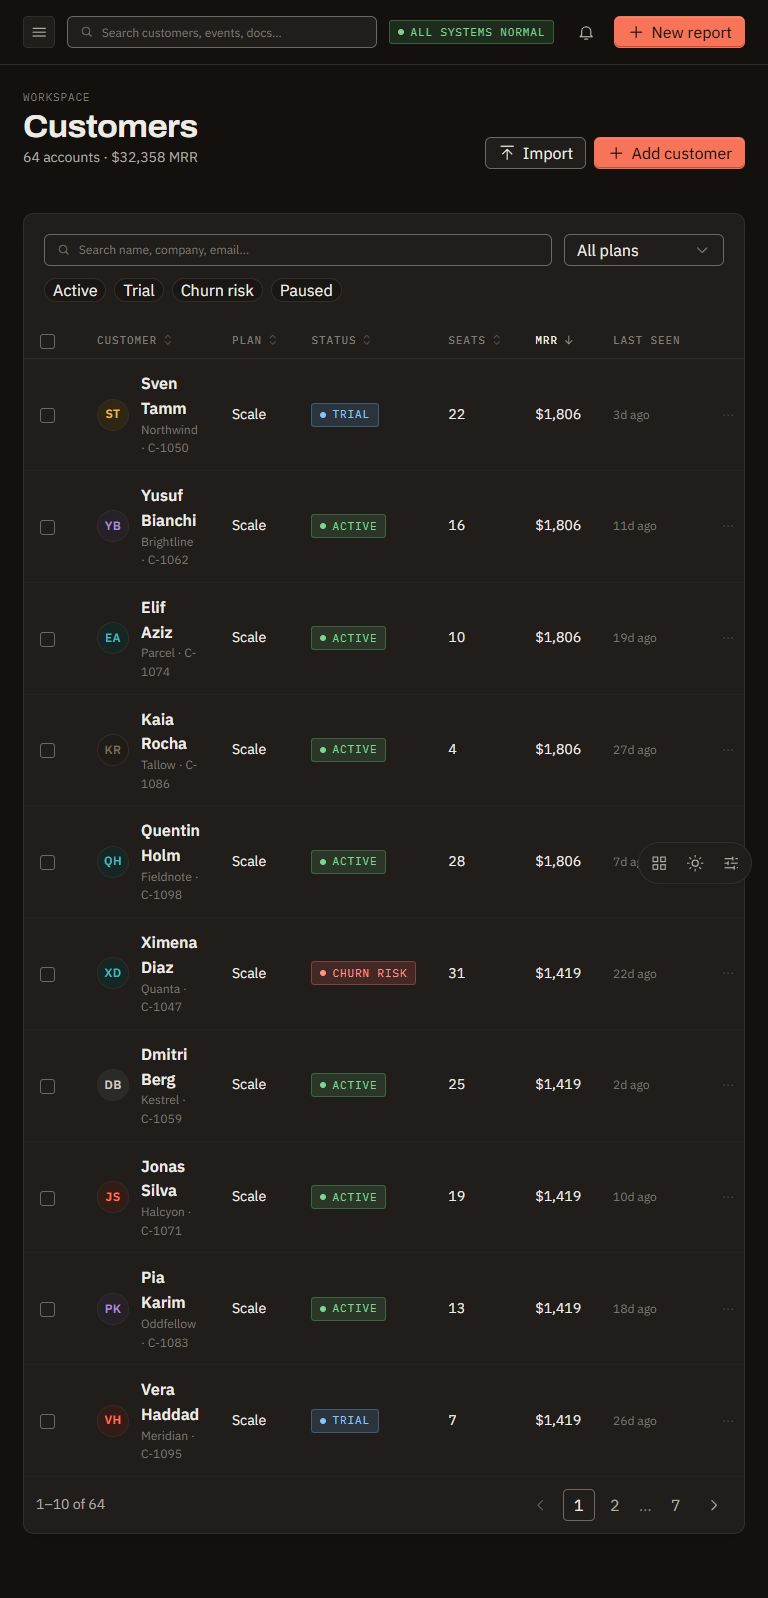 Search customers, events, docs...
ALL SYSTEMS NORMAL
New report
WORKSPACE
Customers
64 accounts · $32,358 MRR
Import
Add customer
Search name, company, email...
All plans
Active
Trial
Churn risk
Paused
CUSTOMER
PLAN
STATUS
SEATS
MRR
LAST SEEN
ST
Sven
Tamm
Northwind
· C-1050
Scale
TRIAL
22
$1,806
3d ago
YB
Yusuf
Bianchi
Brightline
· C-1062
Scale
ACTIVE
16
$1,806
11d ago
EA
Elif
Aziz
Parcel · C-
1074
Scale
ACTIVE
10
$1,806
19d ago
KR
Kaia
Rocha
Tallow · C-
1086
Scale
ACTIVE
4
$1,806
27d ago
QH
Quentin
Holm
Fieldnote ·
C-1098
Scale
ACTIVE
28
$1,806
7d
XD
Ximena
Diaz
Quanta ·
C-1047
Scale
CHURN RISK
31
$1,419
22d ago
DB
Dmitri
Berg
Kestrel ·
C-1059
Scale
ACTIVE
25
$1,419
2d ago
JS
Jonas
Silva
Halcyon ·
C-1071
Scale
ACTIVE
19
$1,419
10d ago
PK
Pia
Karim
Oddfellow
· C-1083
Scale
ACTIVE
13
$1,419
18d ago
VH
Vera
Haddad
Meridian ·
C-1095
Scale
TRIAL
7
$1,419
26d ago
1–10 of 64
1
2
...
7